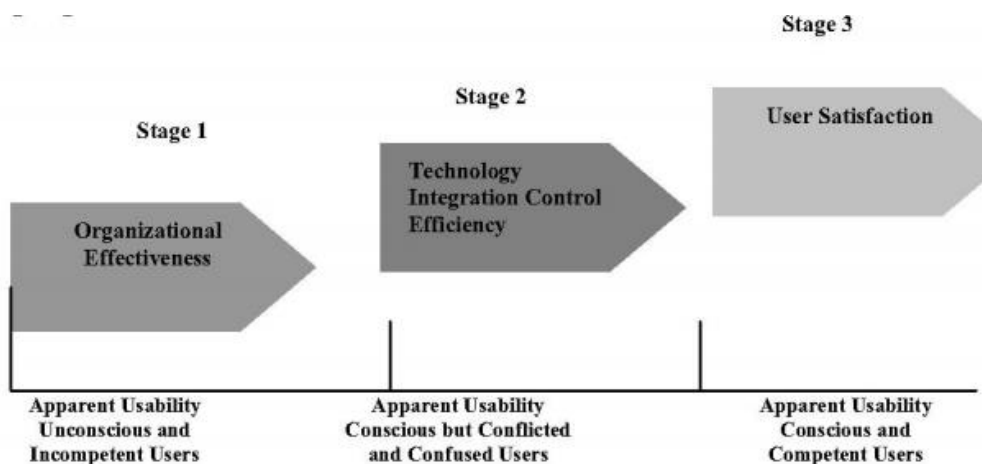 Stage 3
Stage 2
Stage 1
User Satisfaction
Technology
Integration Control
Efficiency
Organizational
Effectiveness
Apparent Usability
Unconscious and
Incompetent Users
Apparent Usability
Conscious but Conflicted
and Confused Users
Apparent Usability
Conscious and
Competent Users